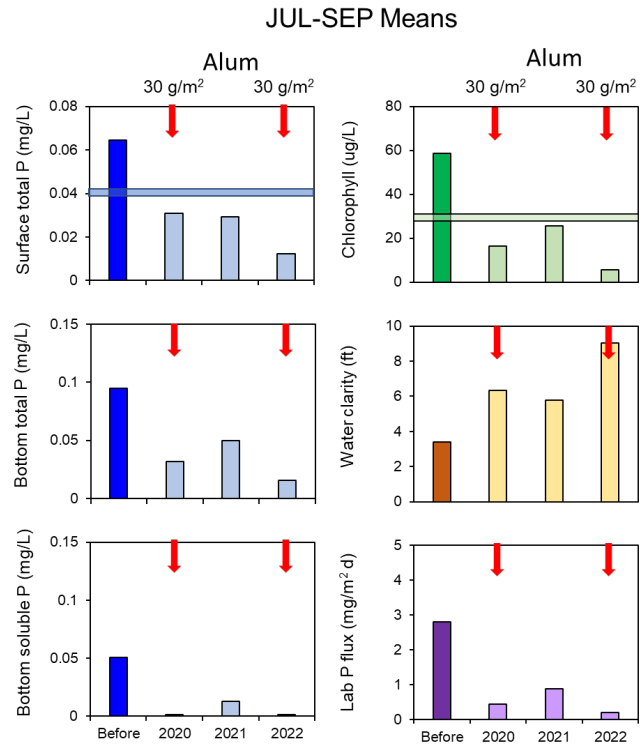 JUL-SEP Means
Alum
30 g/m² 30 g/m²
Surface total P (mg/L)
0.08
0.06
0.04
0.02
0
Alum
30 g/m² 30 g/m²
Chlorophyll (ug/L)
80
60
40
20
0
Bottom total P (mg/L)
0.15
0.1
0.05
0
Water clarity (ft)
10
8
6
4
2
0
Bottom soluble P (mg/L)
0.15
0.1
0.05
0
Before 2020 2021 2022
Lab P flux (mg/m² d)
5
4
3
2
1
0
Before 2020 2021 2022